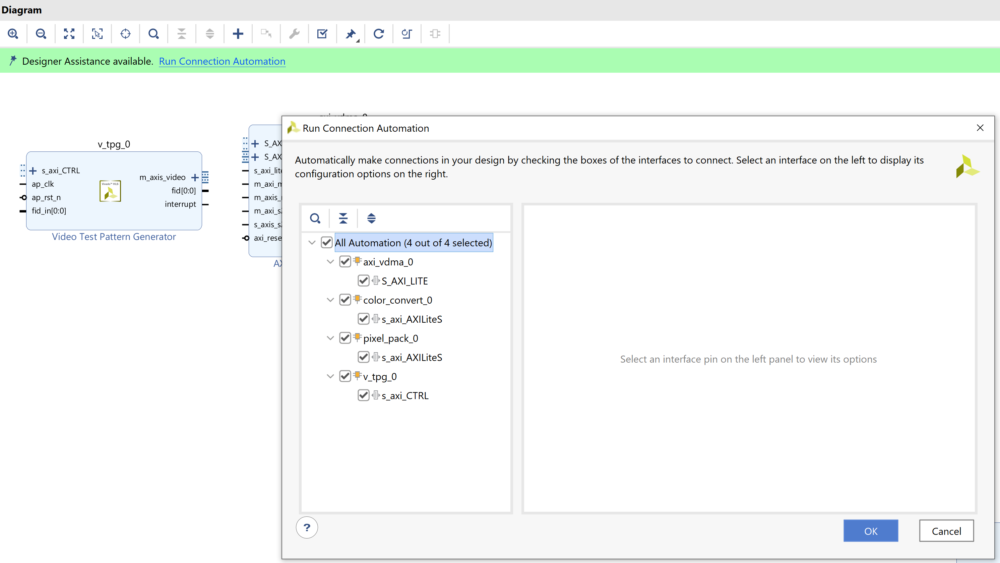 Diagram
Designer Assistance available. Run Connection Automation
v_tpg_0
s_axi_CTRL
ap_clk
ap_rst_n
fid_in[0:0]
Vivado™ HLS
m_axis_video
fid[0:0]
interrupt
Video Test Pattern Generator
S_AX
S_AX
s_axi_lite
m_axi_m
m_axis_
m_axi_s2
s_axis_s2
axi_rese
AX
Run Connection Automation
Automatically make connections in your design by checking the boxes of the interfaces to connect. Select an interface on the left to display its
configuration options on the right.
All Automation (4 out of 4 selected)
axi_vdma_0
S_AXI_LITE
color_convert_0
s_axi_AXILiteS
pixel_pack_0
s_axi_AXILiteS
v_tpg_0
s_axi_CTRL
Select an interface pin on the left panel to view its options
?
OK
Cancel